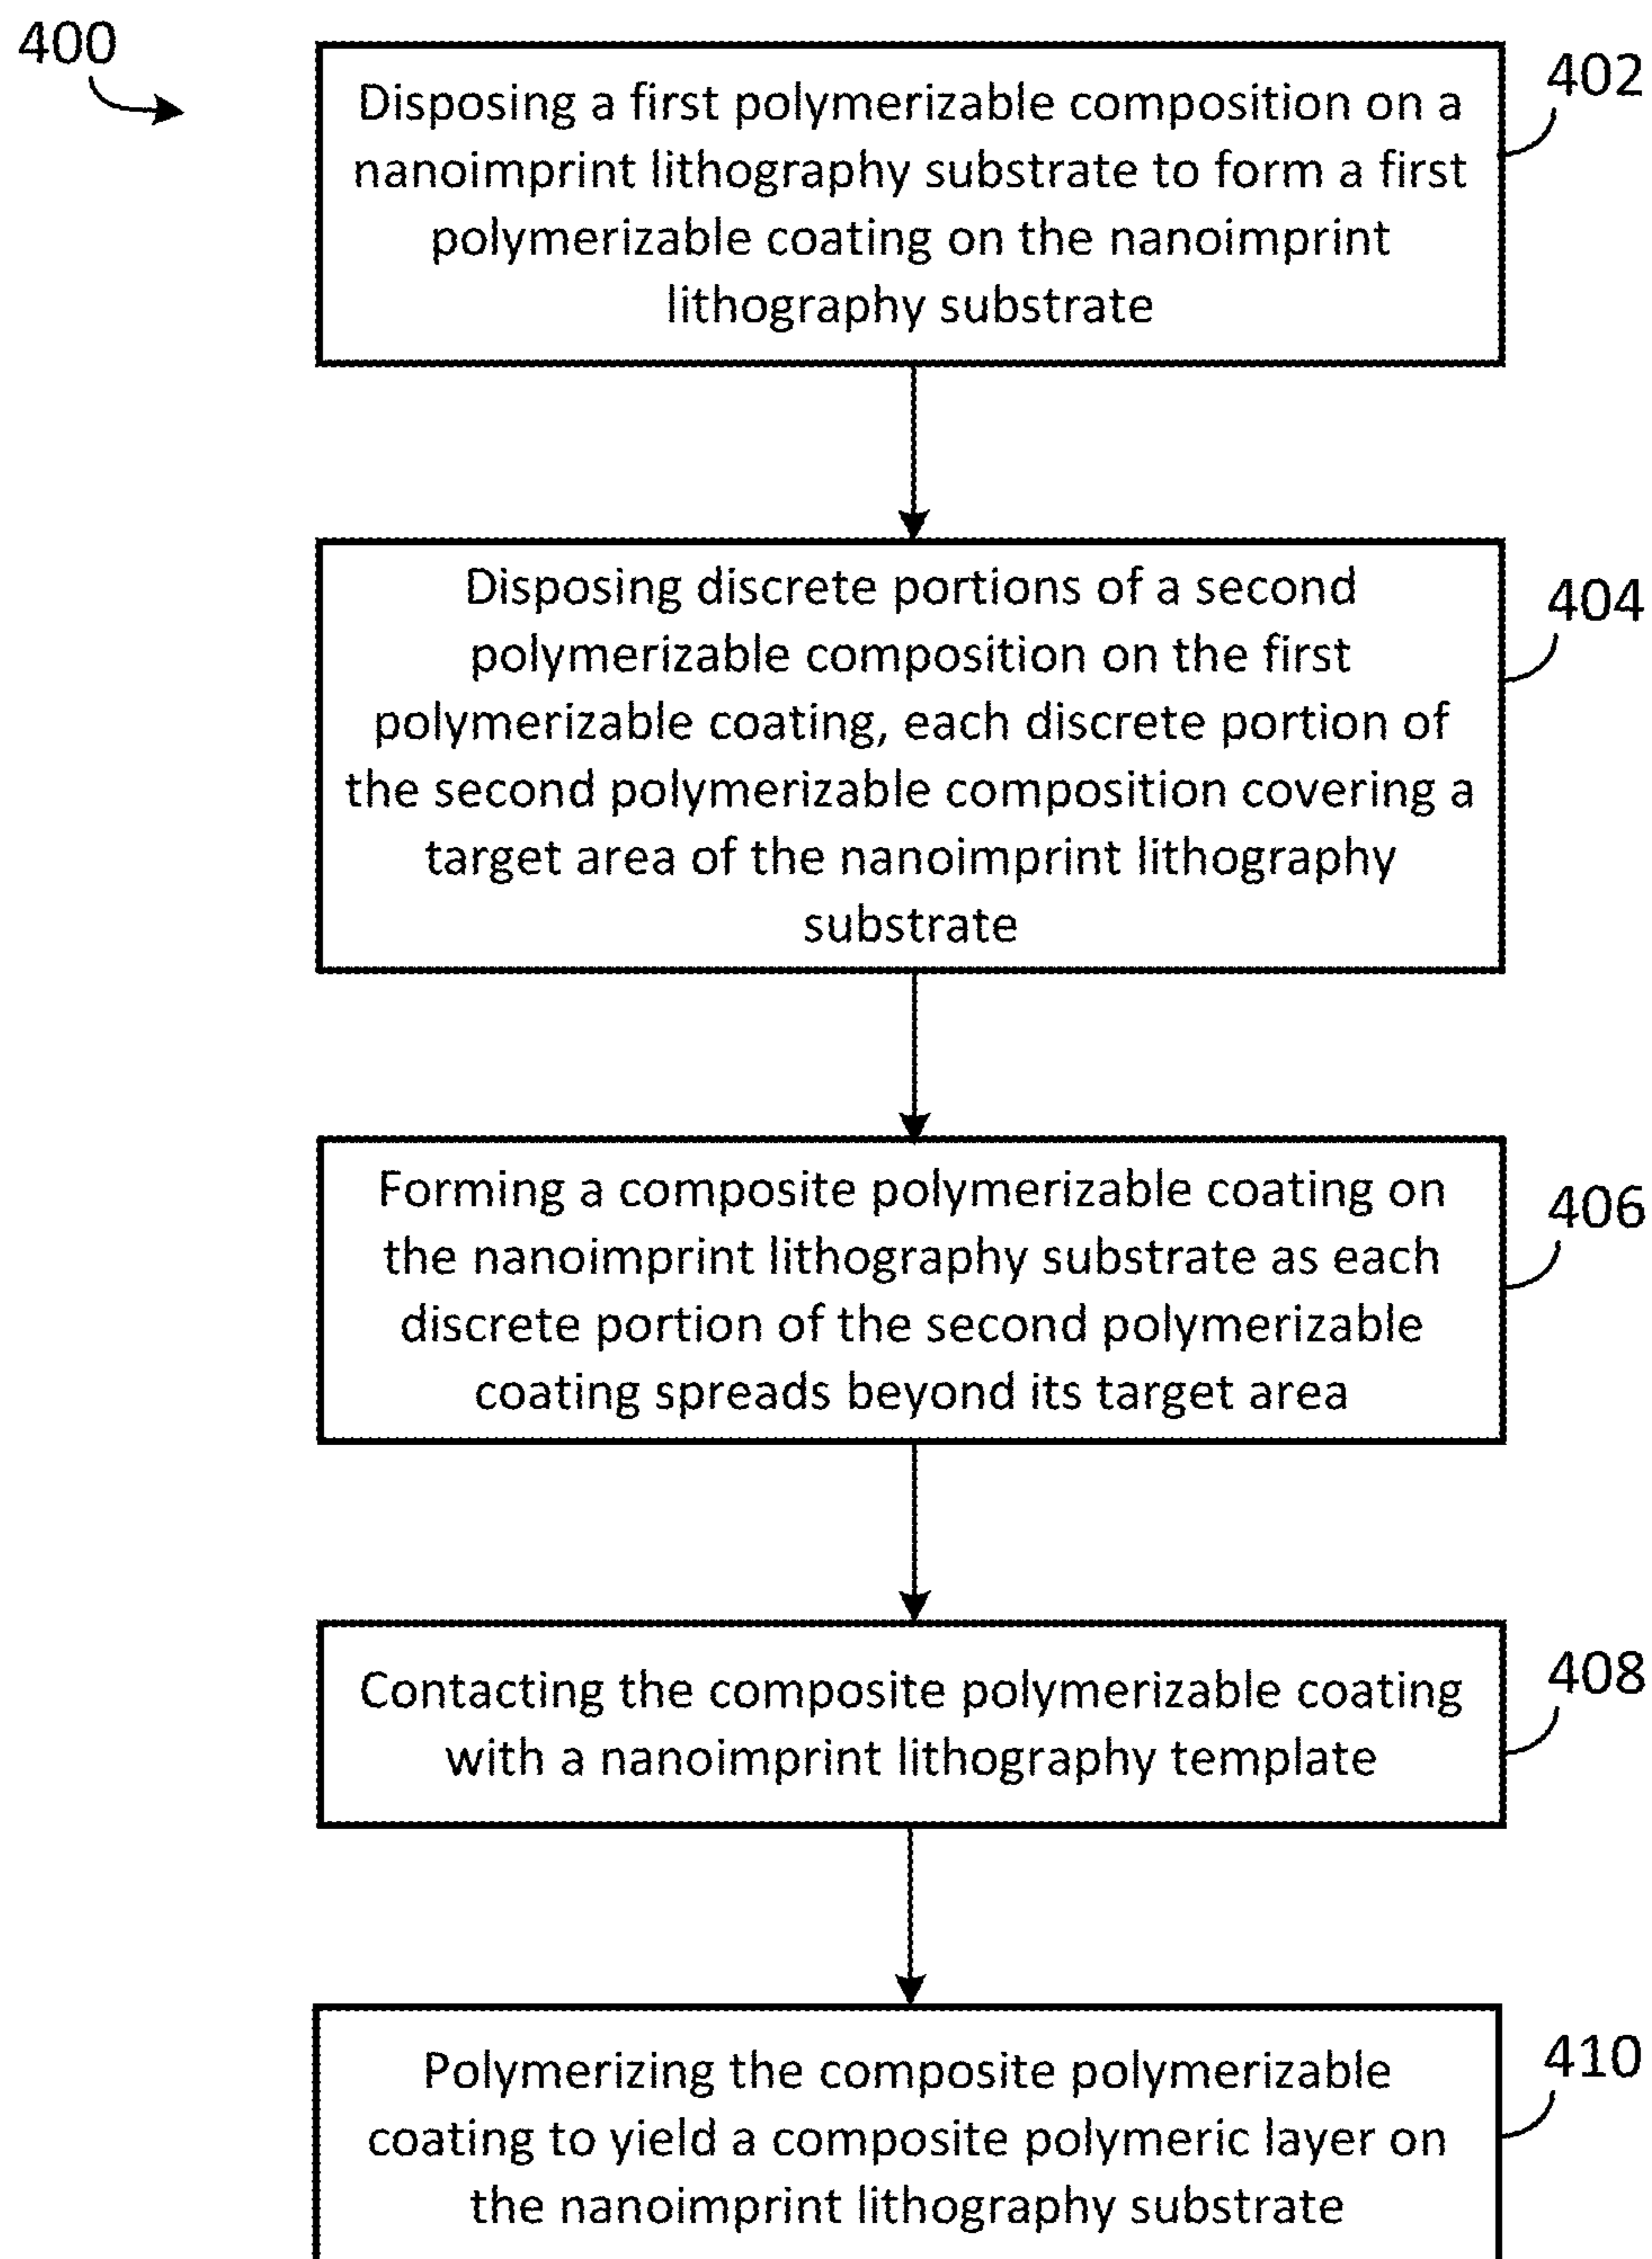 400
402
Disposing a first polymerizable composition on a
nanoimprint lithography substrate to form a first
polymerizable coating on the nanoimprint
lithography substrate
404
Disposing discrete portions of a second
polymerizable composition on the first
polymerizable coating, each discrete portion of
the second polymerizable composition covering a
target area of the nanoimprint lithography
substrate
406
Forming a composite polymerizable coating on
the nanoimprint lithography substrate as each
discrete portion of the second polymerizable
coating spreads beyond its target area
408
Contacting the composite polymerizable coating
with a nanoimprint lithography template
410
Polymerizing the composite polymerizable
coating to yield a composite polymeric layer on
the nanoimprint lithography substrate